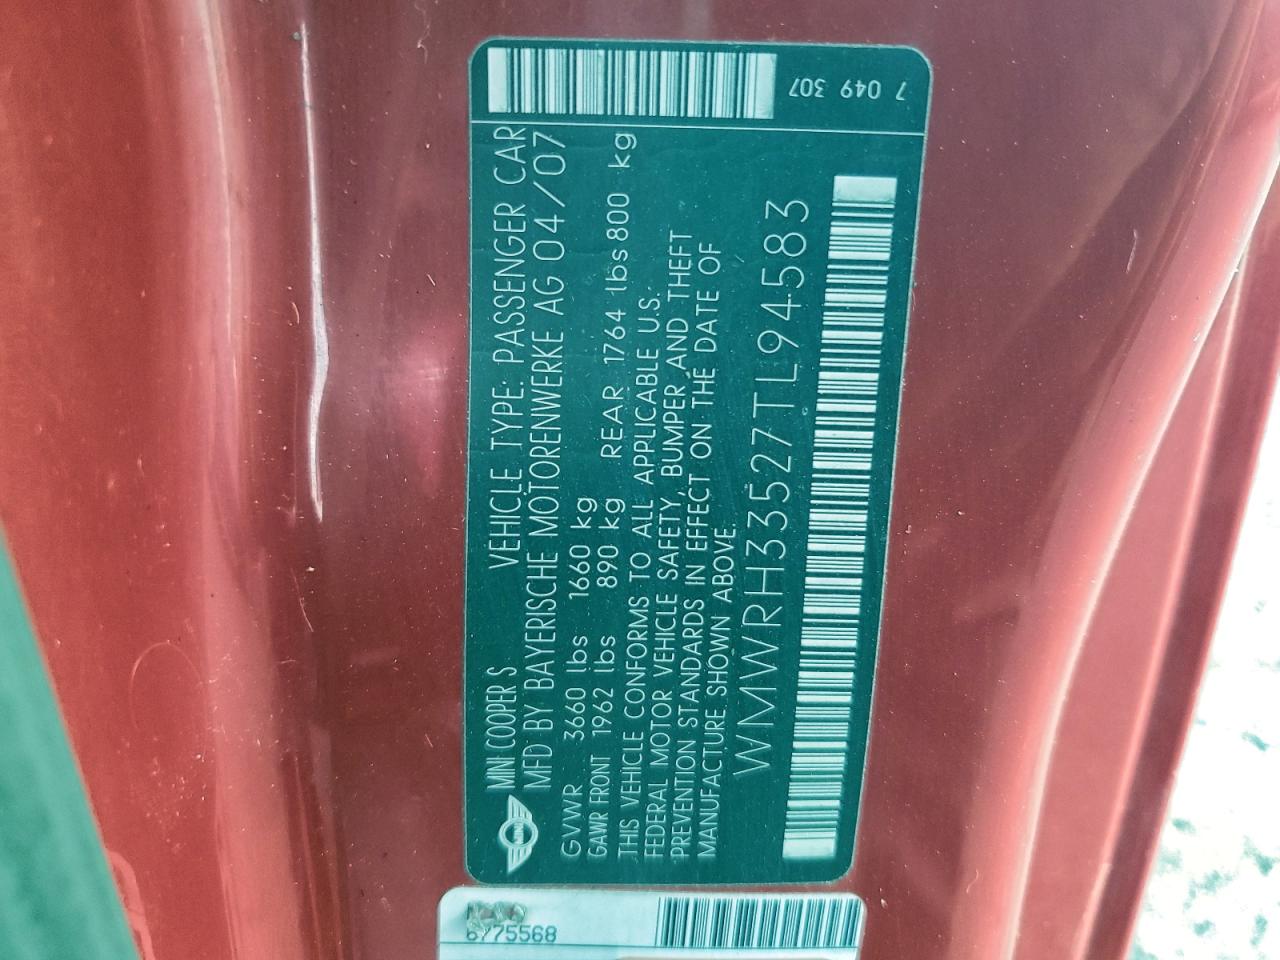 7 049 307
MINI
MINI COOPER S VEHICLE TYPE: PASSENGER CAR
MFD BY BAYERISCHE MOTORENWERKE AG 04/07
GVWR 3660 lbs 1660 kg
GAWR FRONT 1962 lbs 890 kg REAR 1764 lbs 800 kg
THIS VEHICLE CONFORMS TO ALL APPLICABLE U.S.
FEDERAL MOTOR VEHICLE SAFETY, BUMPER AND THEFT
PREVENTION STANDARDS IN EFFECT ON THE DATE OF
MANUFACTURE SHOWN ABOVE.
WMWRH33527TL94583
6775568